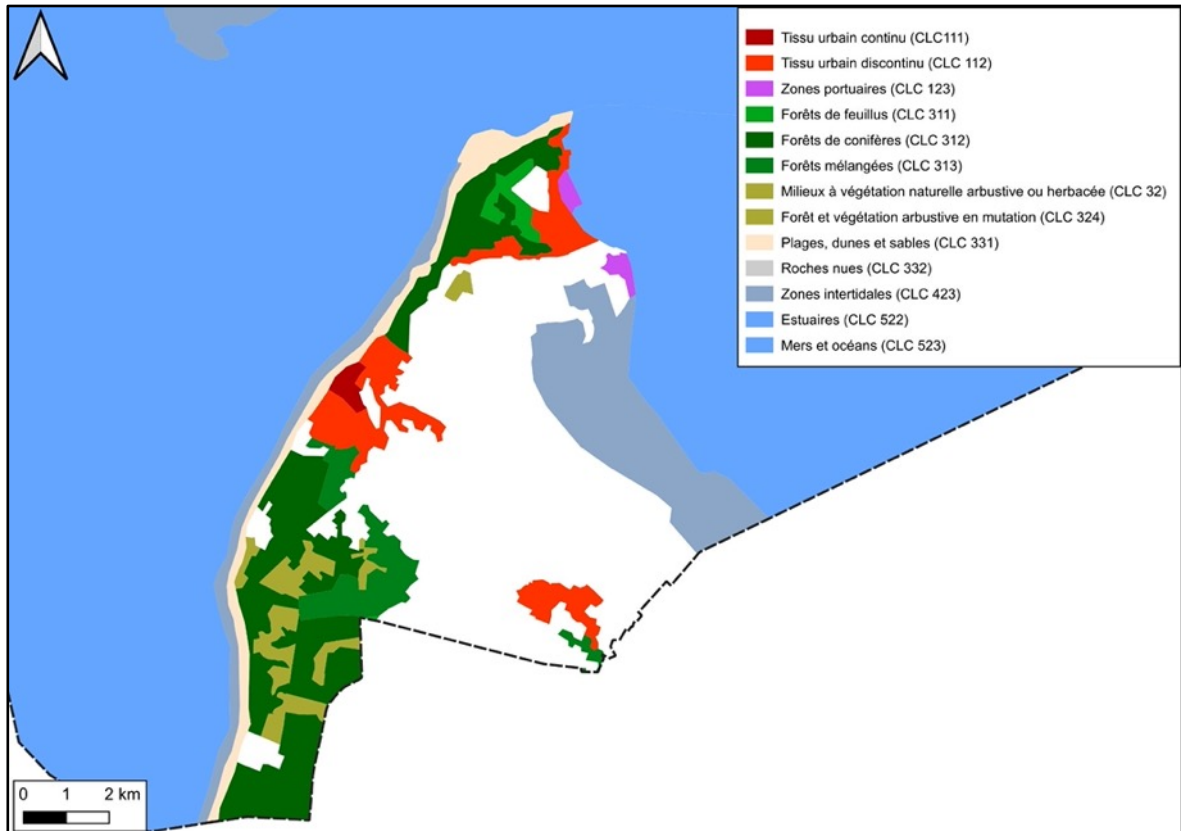 Tissu urbain continu (CLC111)
Tissu urbain discontinu (CLC 112)
Zones portuaires (CLC 123)
Forêts de feuillus (CLC 311)
Forêts de conifères (CLC 312)
Forêts mélangées (CLC 313)
Milieux à végétation naturelle arbustive ou herbacée (CLC 32)
Forêt et végétation arbustive en mutation (CLC 324)
Plages, dunes et sables (CLC 331)
Roches nues (CLC 332)
Zones intertidales (CLC 423)
Estuaires (CLC 522)
Mers et océans (CLC 523)
0 1 2 km